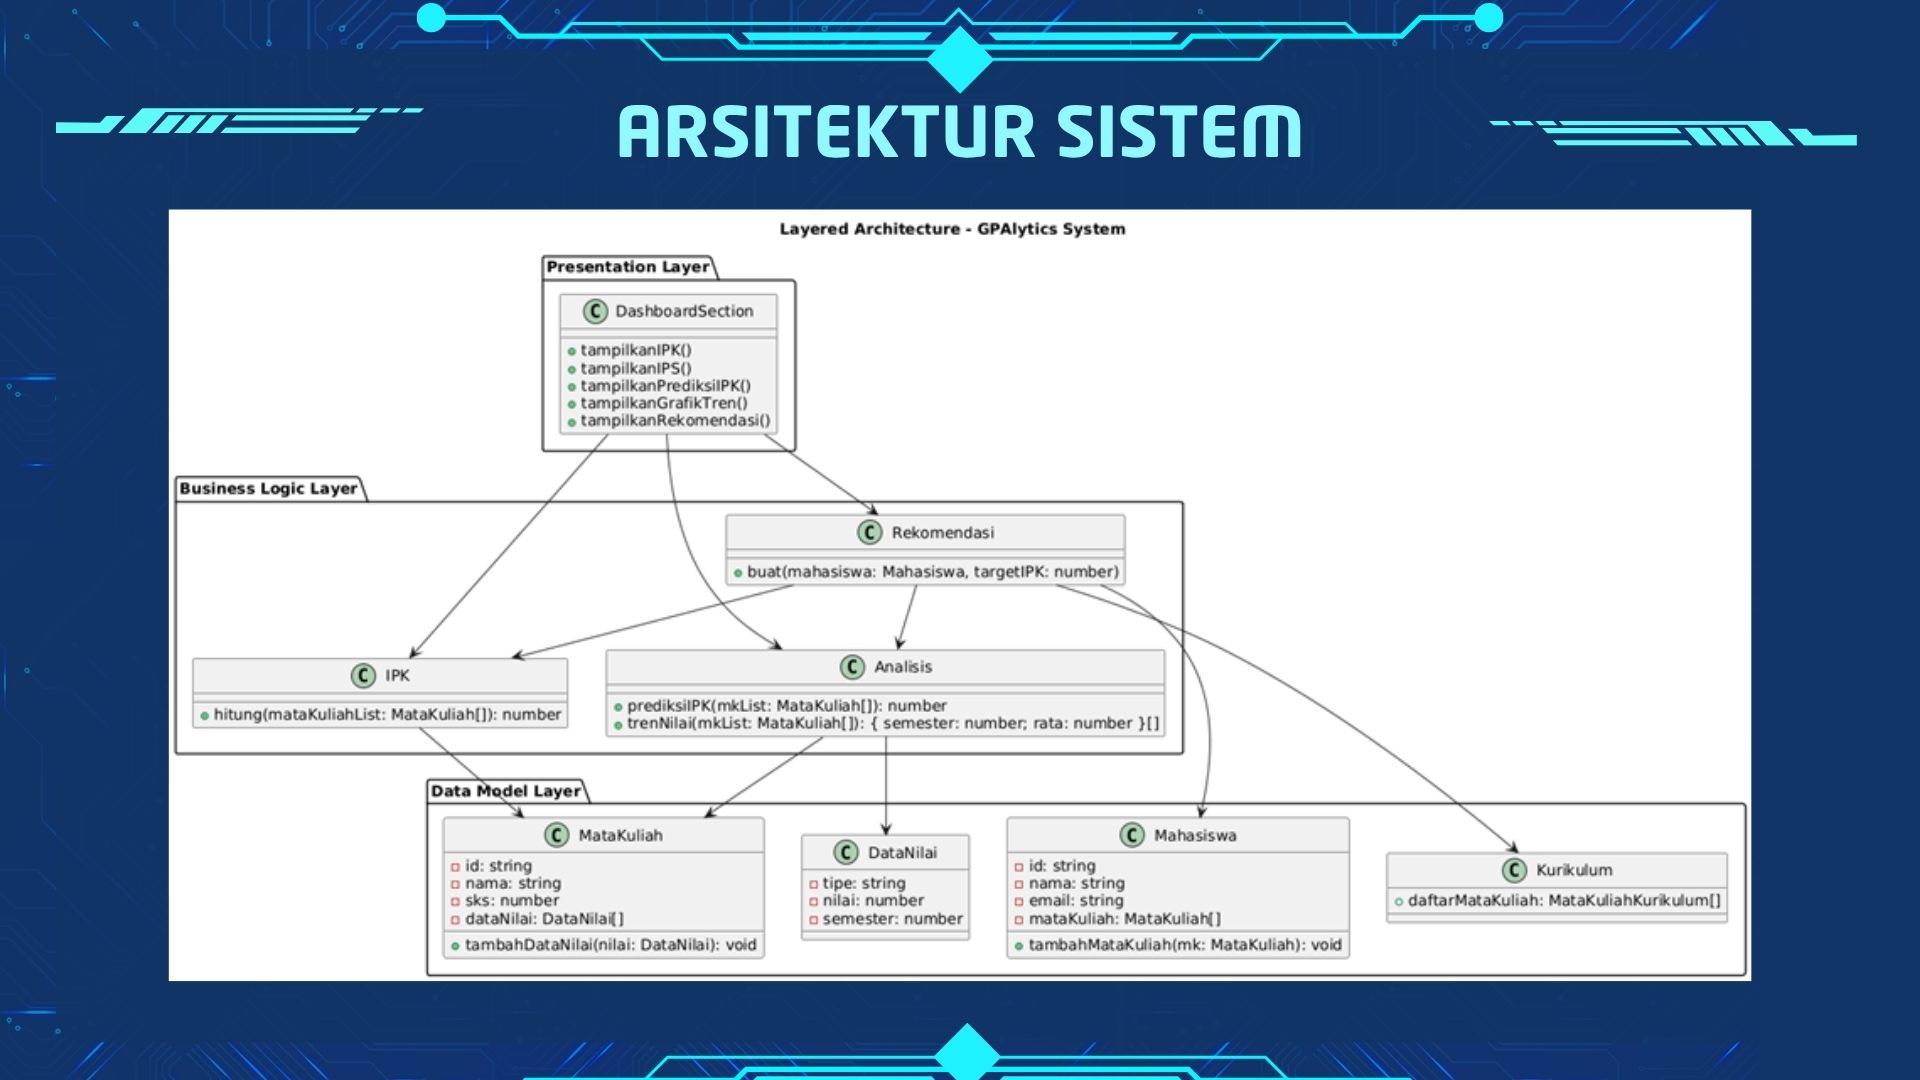 ARSITEKTUR SISTEM
Layered Architecture - GPAlytics System
Presentation Layer
C DashboardSection
tampilkanIPK()
tampilkanIPS()
tampilkanPrediksiIPK()
tampilkanGrafikTren()
tampilkanRekomendasi()
Business Logic Layer
C Rekomendasi
buat(mahasiswa: Mahasiswa, targetIPK: number)
C IPK
hitung(mataKuliahList: MataKuliah[]): number
C Analisis
prediksiIPK(mkList: MataKuliah[]): number
trenNilai(mkList: MataKuliah[]): { semester: number; rata: number }[]
Data Model Layer
C MataKuliah
id: string
nama: string
sks: number
dataNilai: DataNilai[]
tambahDataNilai(nilai: DataNilai): void
C DataNilai
tipe: string
nilai: number
semester: number
C Mahasiswa
id: string
nama: string
email: string
mataKuliah: MataKuliah[]
tambahMataKuliah(mk: MataKuliah): void
C Kurikulum
daftarMataKuliah: MataKuliahKurikulum[]